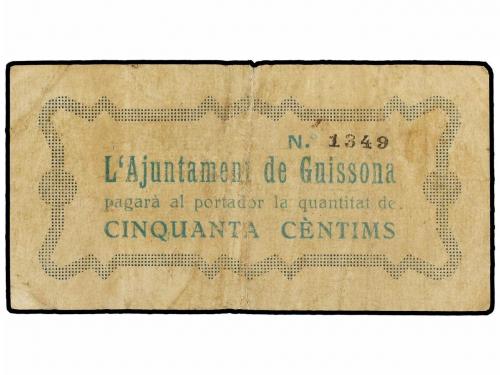 N.º 1349
L'Ajuntament de Guissona
pagarà al portador la quantitat de
CINQUANTA CÈNTIMS